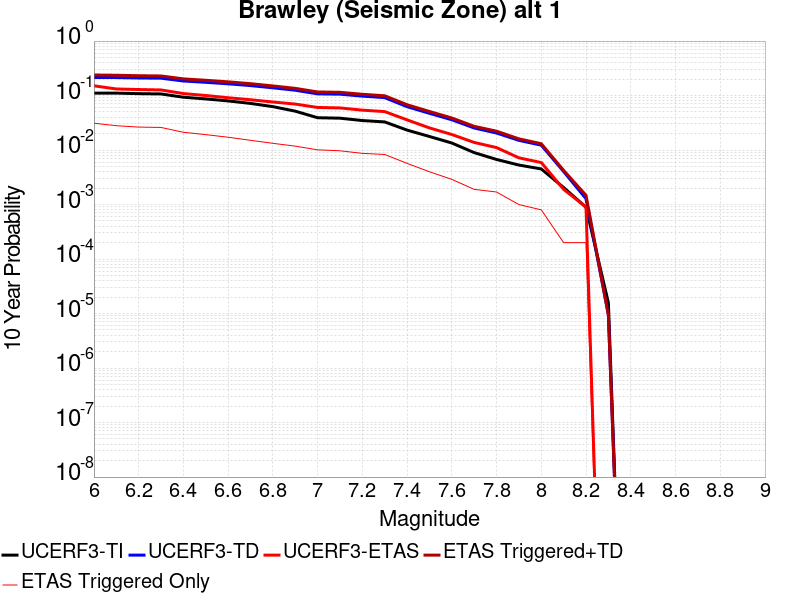 Brawley (Seismic Zone) alt 1
10^0
10^-1
10^-2
10^-3
10^-4
10^-5
10^-6
10^-7
10^-8
10 Year Probability
6 6.2 6.4 6.6 6.8 7 7.2 7.4 7.6 7.8 8 8.2 8.4 8.6 8.8 9
Magnitude
UCERF3-TI UCERF3-TD UCERF3-ETAS ETAS Triggered+TD
ETAS Triggered Only